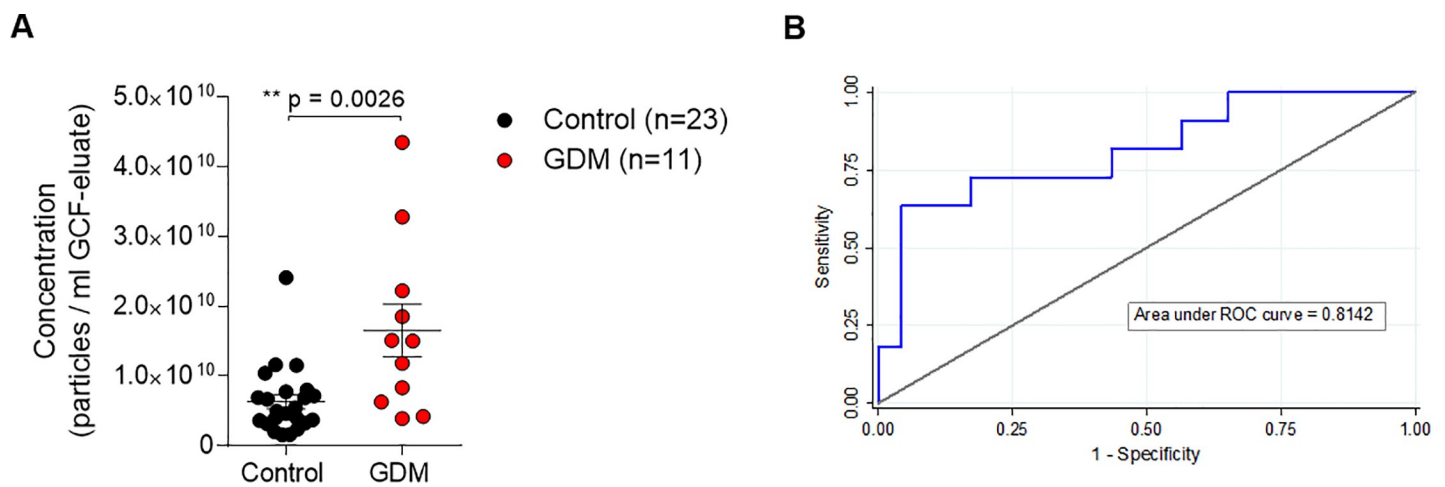 A
B
Concentration
(particles / ml GCF-eluate)
5.0×10¹⁰
4.0×10¹⁰
3.0×10¹⁰
2.0×10¹⁰
1.0×10¹⁰
0
** p = 0.0026
Control (n=23)
GDM (n=11)
Control
GDM
Sensitivity
1.00
0.75
0.50
0.25
0.00
Area under ROC curve = 0.8142
0.00
0.25
0.50
0.75
1.00
1 - Specificity